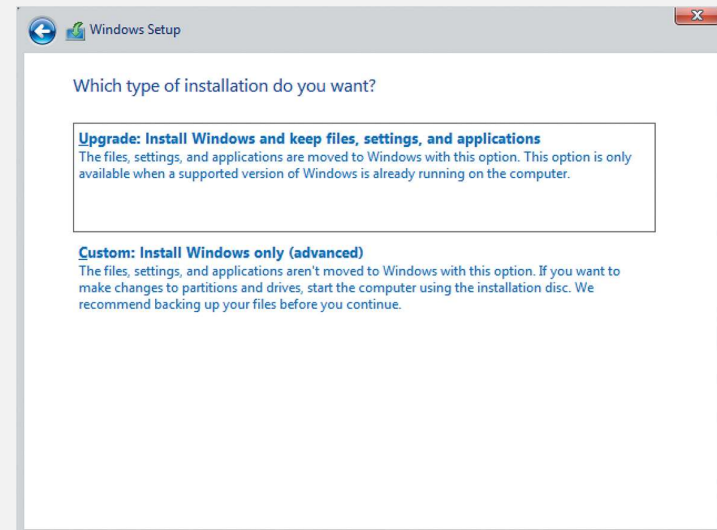 Windows Setup
Which type of installation do you want?
Upgrade: Install Windows and keep files, settings, and applications
The files, settings, and applications are moved to Windows with this option. This option is only
available when a supported version of Windows is already running on the computer.
Custom: Install Windows only (advanced)
The files, settings, and applications aren't moved to Windows with this option. If you want to
make changes to partitions and drives, start the computer using the installation disc. We
recommend backing up your files before you continue.